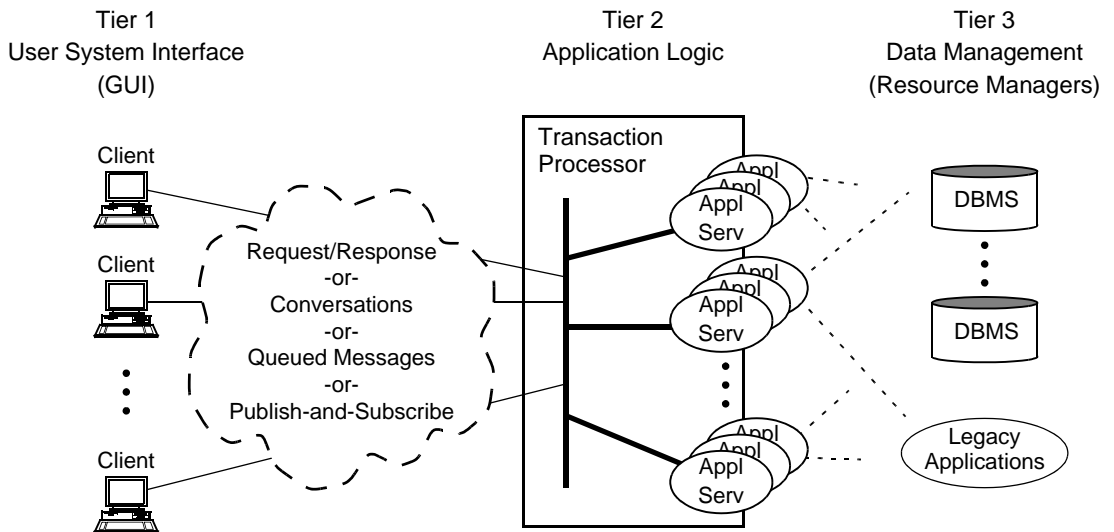 Tier 1
User System Interface
(GUI)
Tier 2
Application Logic
Tier 3
Data Management
(Resource Managers)
Client
Client
Client
Request/Response
-or-
Conversations
-or-
Queued Messages
-or-
Publish-and-Subscribe
Transaction
Processor
Appl
Appl
Appl
Serv
Appl
Appl
Appl
Serv
Appl
Appl
Appl
Serv
DBMS
DBMS
Legacy
Applications